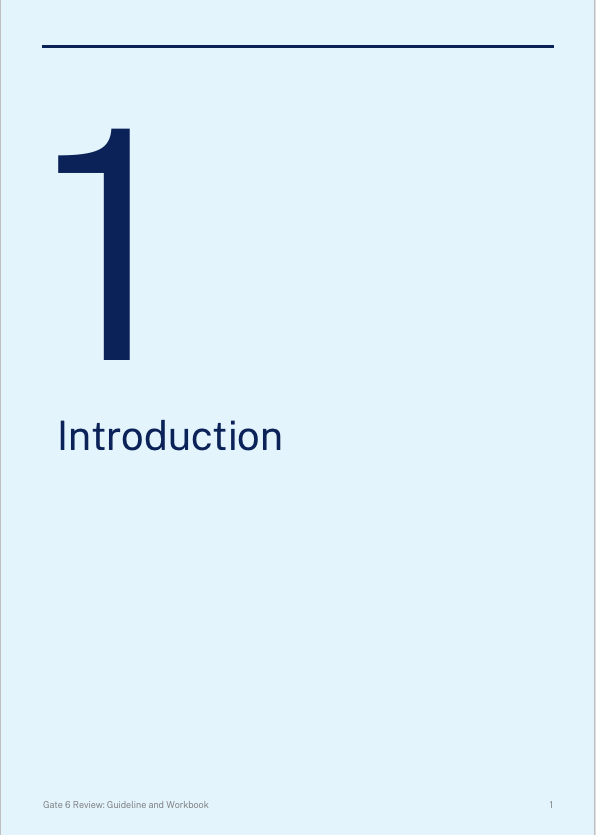 1
Introduction
Gate 6 Review: Guideline and Workbook
1